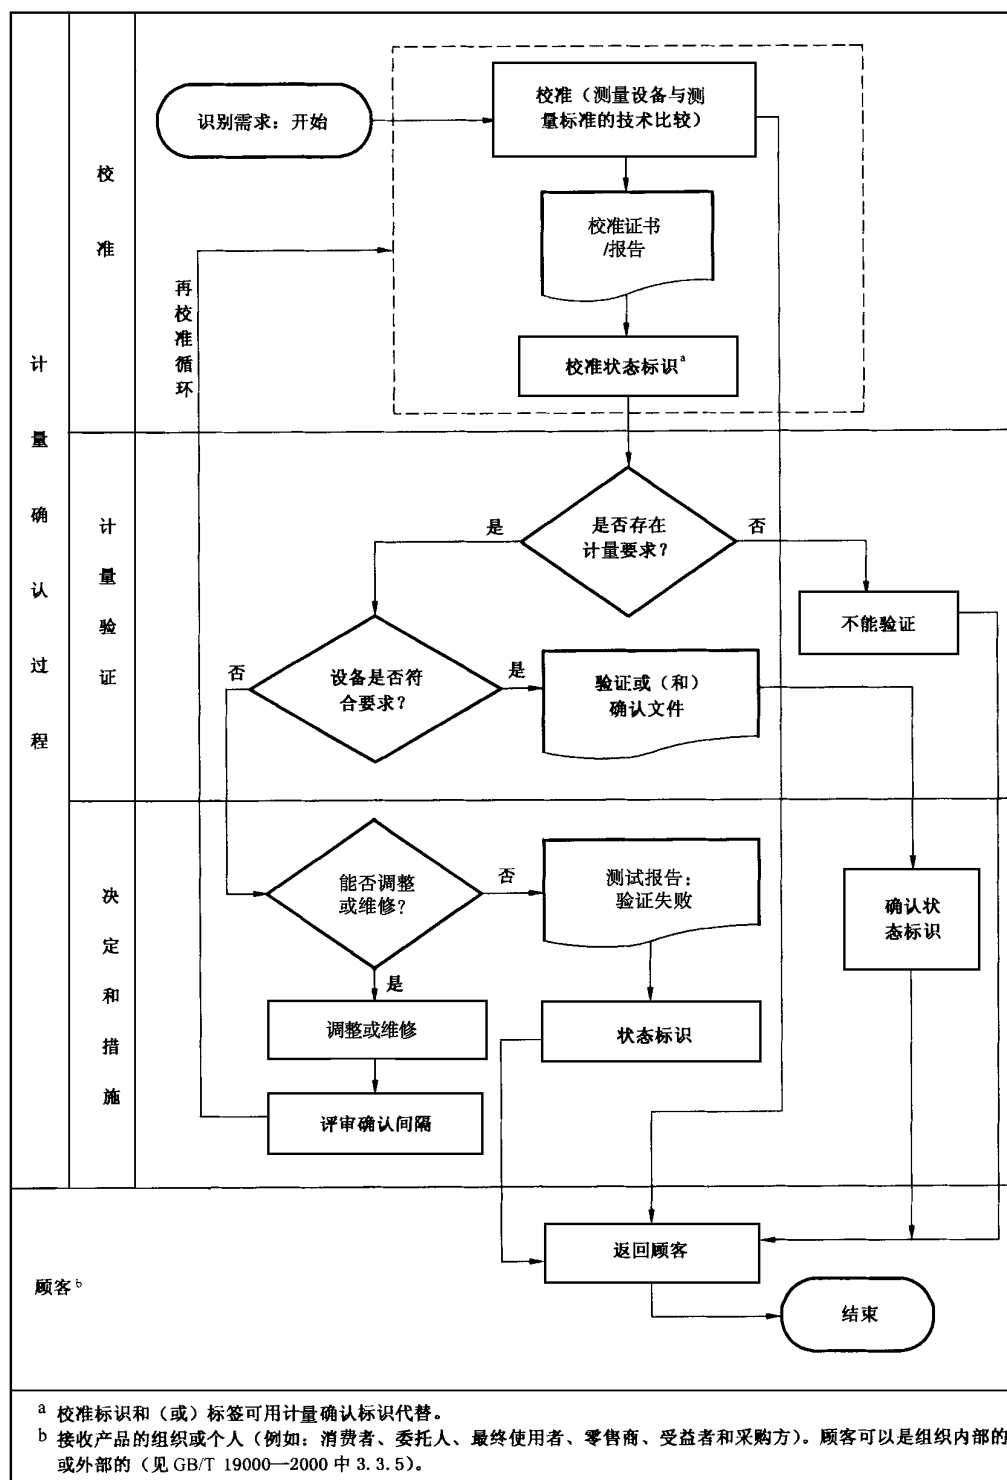 校准（测量设备与测
量标准的技术比较）
识别需求：开始
校
准
校准证书
/报告
再
校
准
循
环
校准状态标识a
计
量
确
认
过
程
计
量
验
证
是否存在
计量要求？
是
否
不能验证
设备是否符
合要求？
否
是
验证或（和）
确认文件
决
定
和
措
施
能否调整
或维修？
否
是
测试报告：
验证失败
确认状
态标识
调整或维修
状态标识
评审确认间隔
返回顾客
顾客b
结束
a 校准标识和（或）标签可用计量确认标识代替。
b 接收产品的组织或个人（例如：消费者、委托人、最终使用者、零售商、受益者和采购方）。顾客可以是组织内部的
或外部的（见 GB/T 19000—2000 中 3.3.5）。